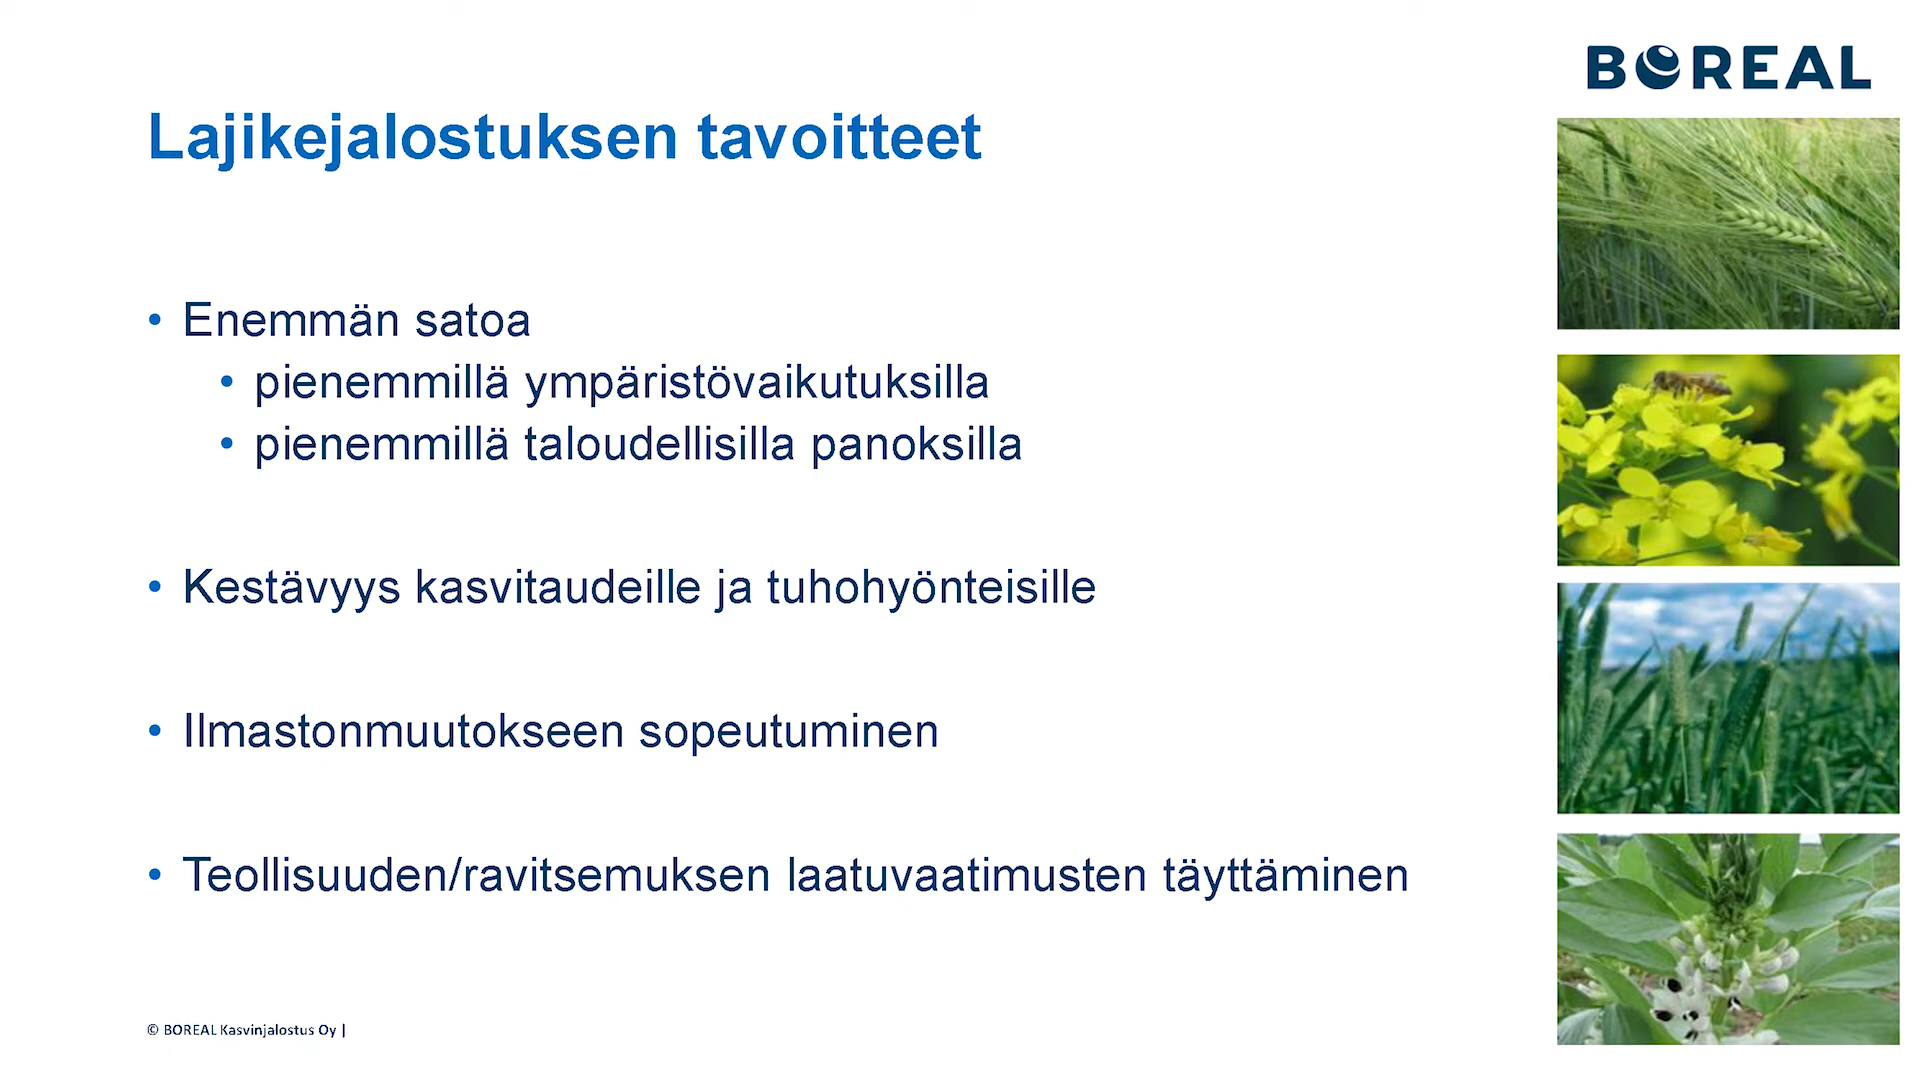 BOREAL
Lajikejalostuksen tavoitteet
• Enemmän satoa
• pienemmillä ympäristövaikutuksilla
• pienemmillä taloudellisilla panoksilla
• Kestävyys kasvitaudeille ja tuhohyönteisille
• Ilmastonmuutokseen sopeutuminen
• Teollisuuden/ravitsemuksen laatuvaatimusten täyttäminen
© BOREAL Kasvinjalostus Oy |